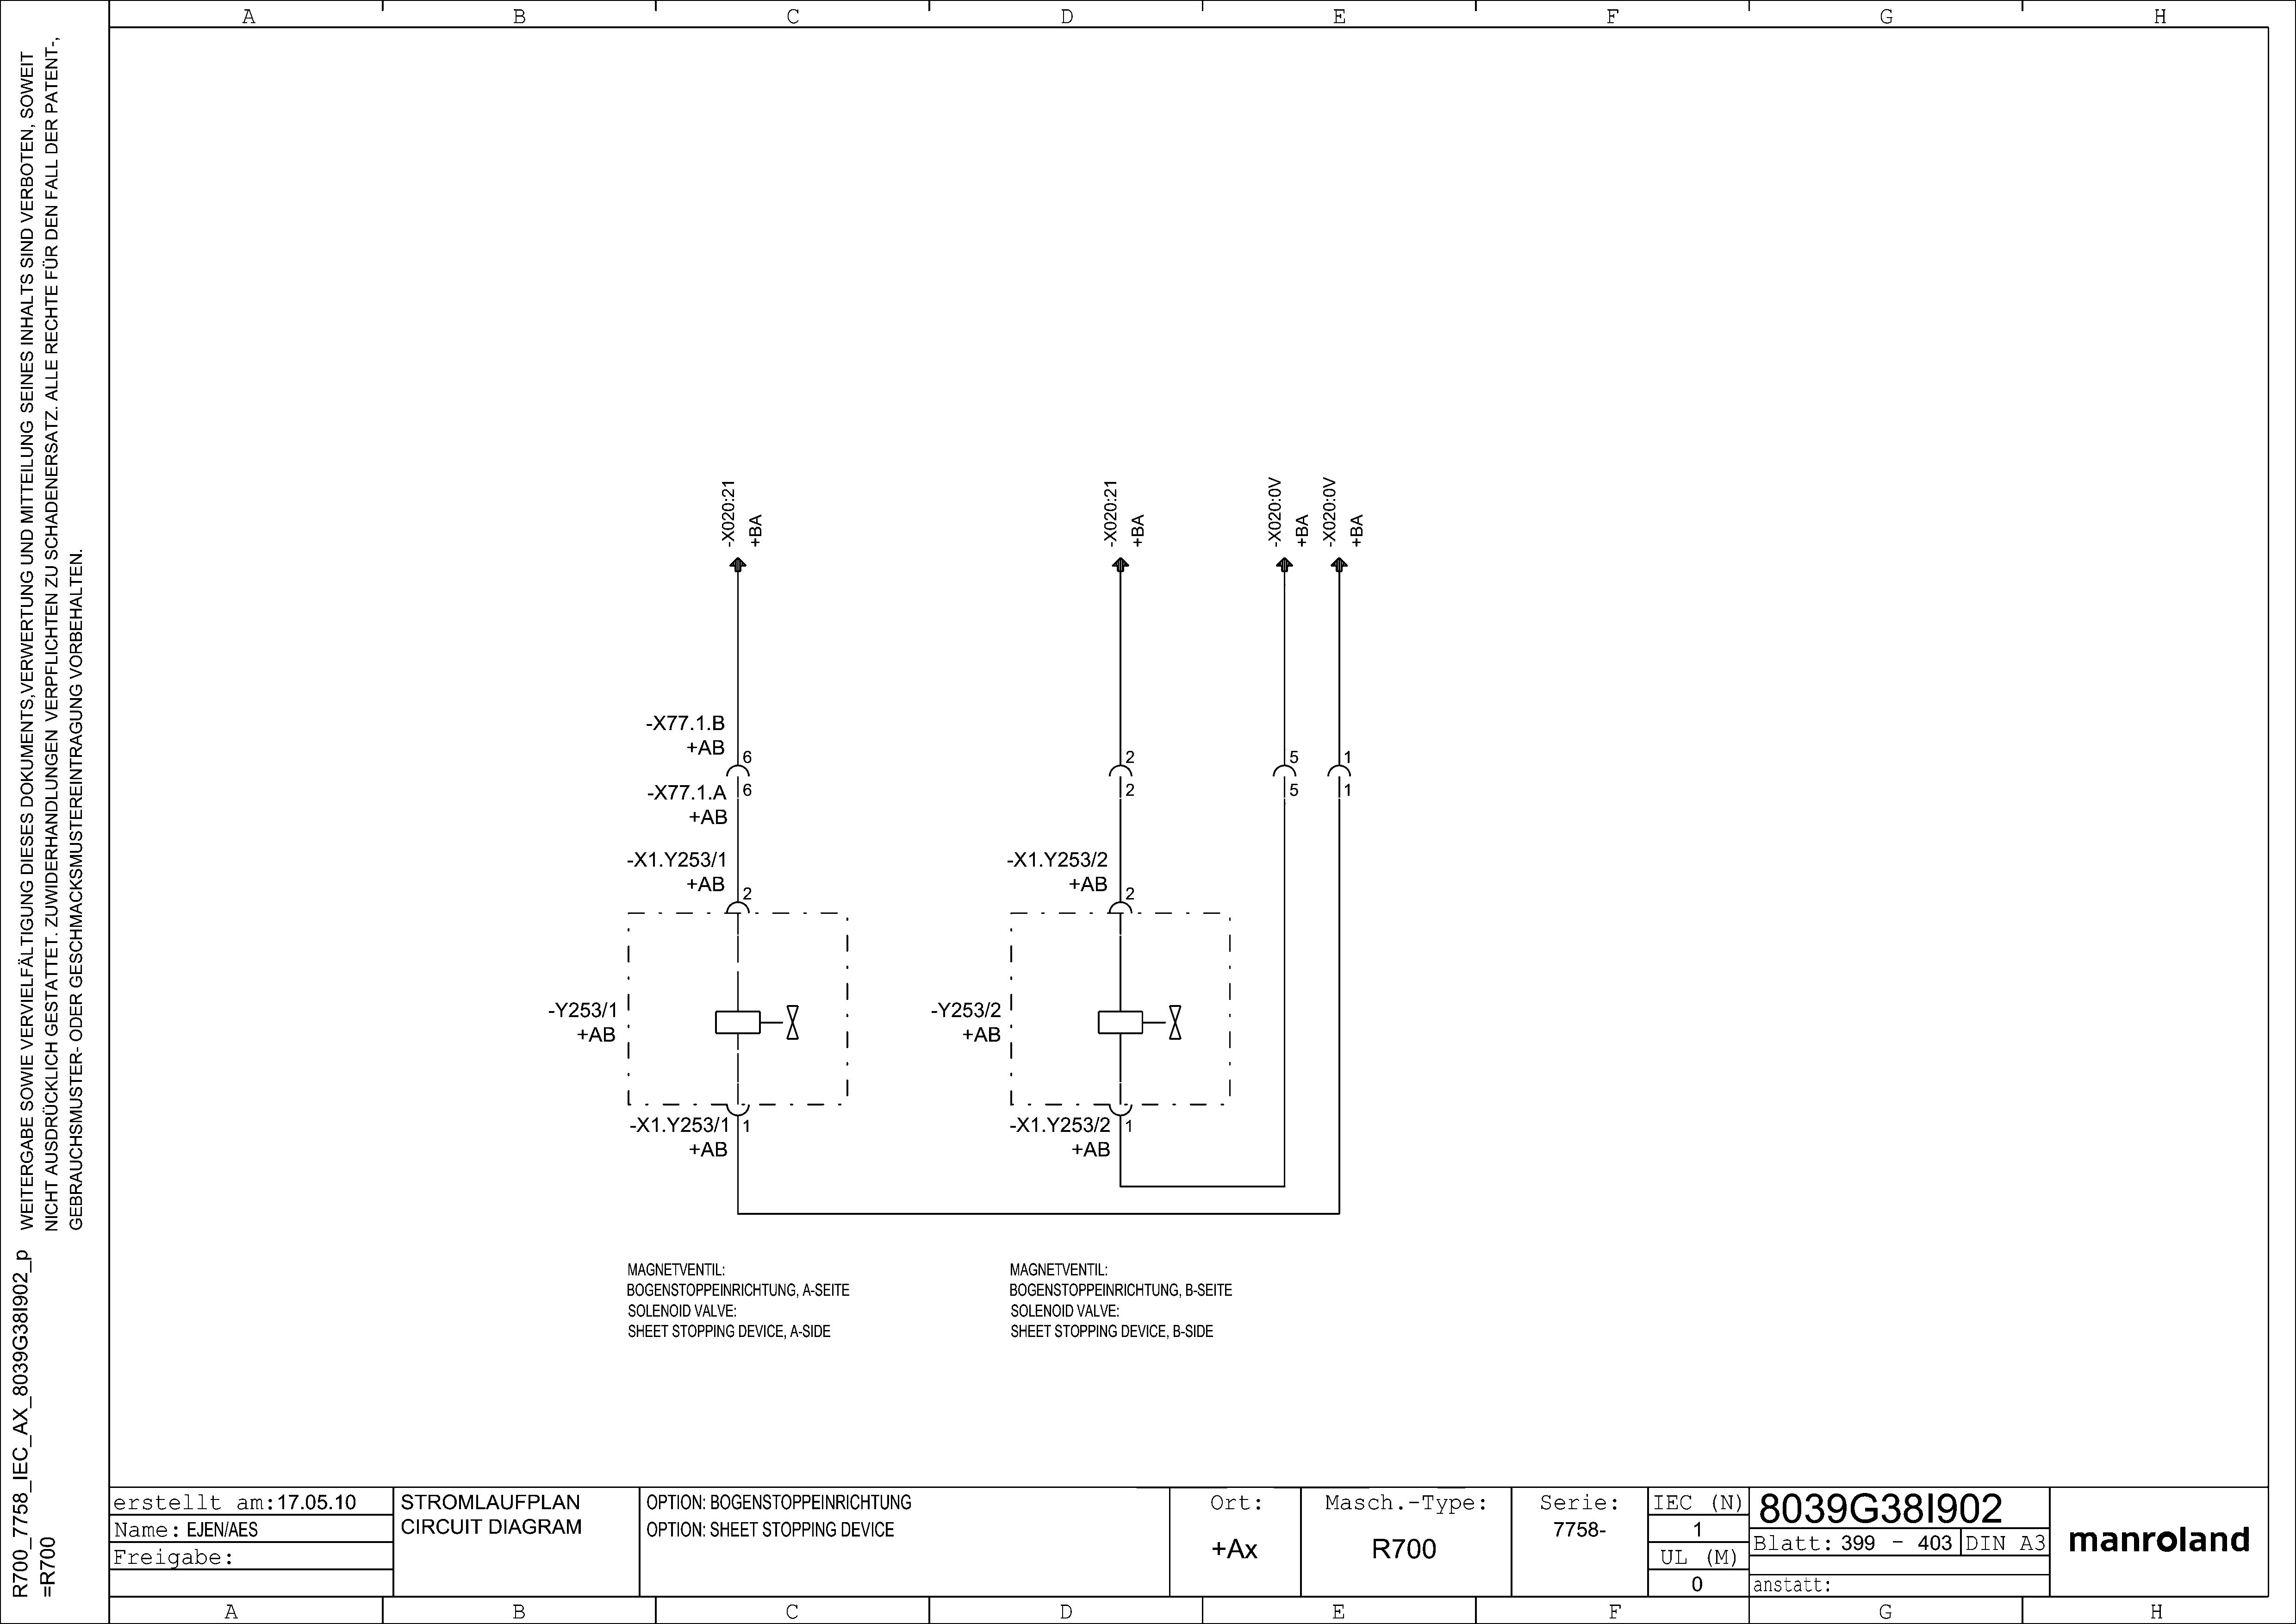 A B C D E F G H
WEITERGABE SOWIE VERVIELFÄLTIGUNG DIESES DOKUMENTS,VERWERTUNG UND MITTEILUNG SEINES INHALTS SIND VERBOTEN, SOWEIT
NICHT AUSDRÜCKLICH GESTATTET. ZUWIDERHANDLUNGEN VERPFLICHTEN ZU SCHADENERSATZ. ALLE RECHTE FÜR DEN FALL DER PATENT-,
GEBRAUCHSMUSTER- ODER GESCHMACKSMUSTEREINTRAGUNG VORBEHALTEN.
R700_7758_IEC_AX_8039G38I902_p
=R700
-X020:21
+BA
-X020:21
+BA
-X020:0V
+BA
-X020:0V
+BA
-X77.1.B
+AB
6 2 5 1
-X77.1.A 6 2 5 1
+AB
-X1.Y253/1
+AB
2
-X1.Y253/2
+AB
2
-Y253/1
+AB
-Y253/2
+AB
-X1.Y253/1 1
+AB
-X1.Y253/2 1
+AB
MAGNETVENTIL:
BOGENSTOPPEINRICHTUNG, A-SEITE
SOLENOID VALVE:
SHEET STOPPING DEVICE, A-SIDE
MAGNETVENTIL:
BOGENSTOPPEINRICHTUNG, B-SEITE
SOLENOID VALVE:
SHEET STOPPING DEVICE, B-SIDE
erstellt am:17.05.10
Name: EJEN/AES
Freigabe:
STROMLAUFPLAN
CIRCUIT DIAGRAM
OPTION: BOGENSTOPPEINRICHTUNG
OPTION: SHEET STOPPING DEVICE
Ort:
+Ax
Masch.-Type:
R700
Serie:
7758-
IEC (N)
1
UL (M)
0
8039G38I902
Blatt: 399 - 403 DIN A3
anstatt:
manroland
A B C D E F G H